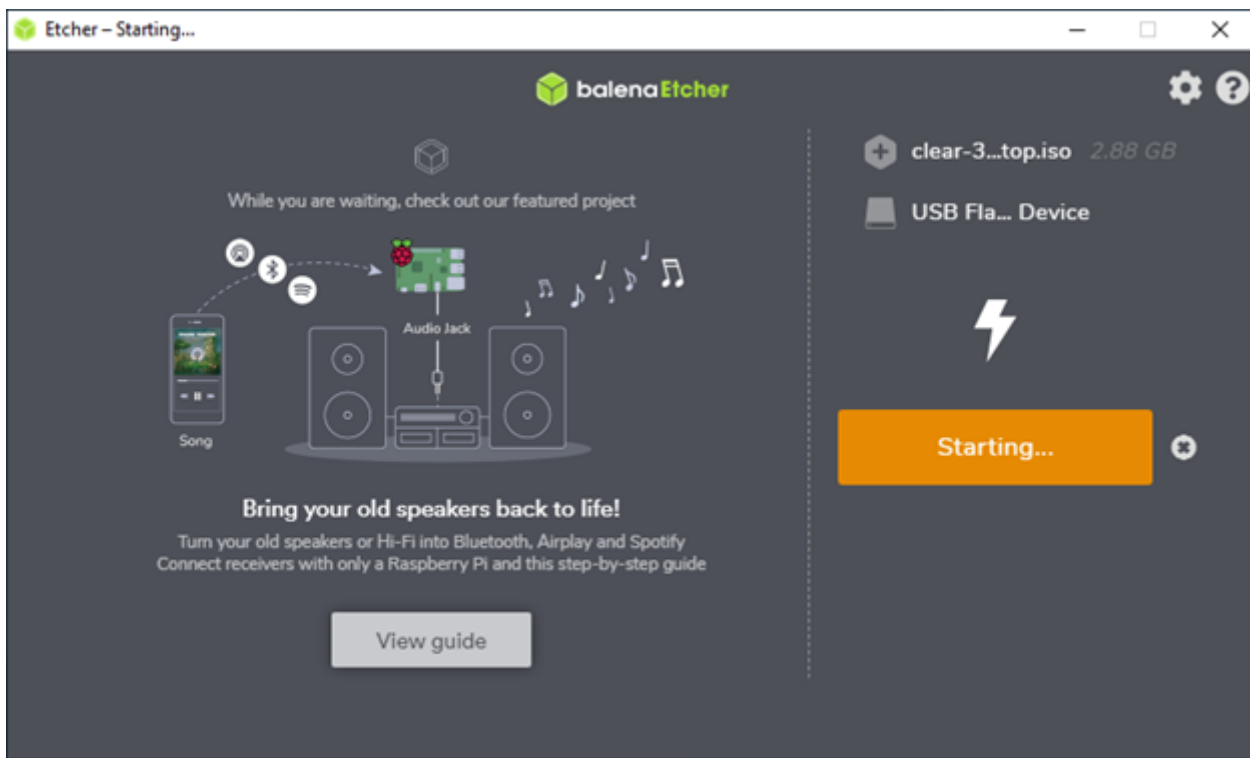 Etcher – Starting...
balenaEtcher
While you are waiting, check out our featured project
Audio Jack
Song
Bring your old speakers back to life!
Turn your old speakers or Hi-Fi into Bluetooth, Airplay and Spotify
Connect receivers with only a Raspberry Pi and this step-by-step guide
View guide
clear-3...top.iso 2.88 GB
USB Fla... Device
Starting...